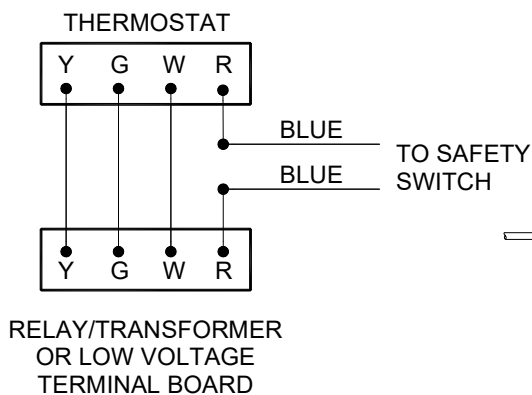 THERMOSTAT
Y G W R
BLUE
TO SAFETY
BLUE
SWITCH
Y G W R
RELAY/TRANSFORMER
OR LOW VOLTAGE
TERMINAL BOARD